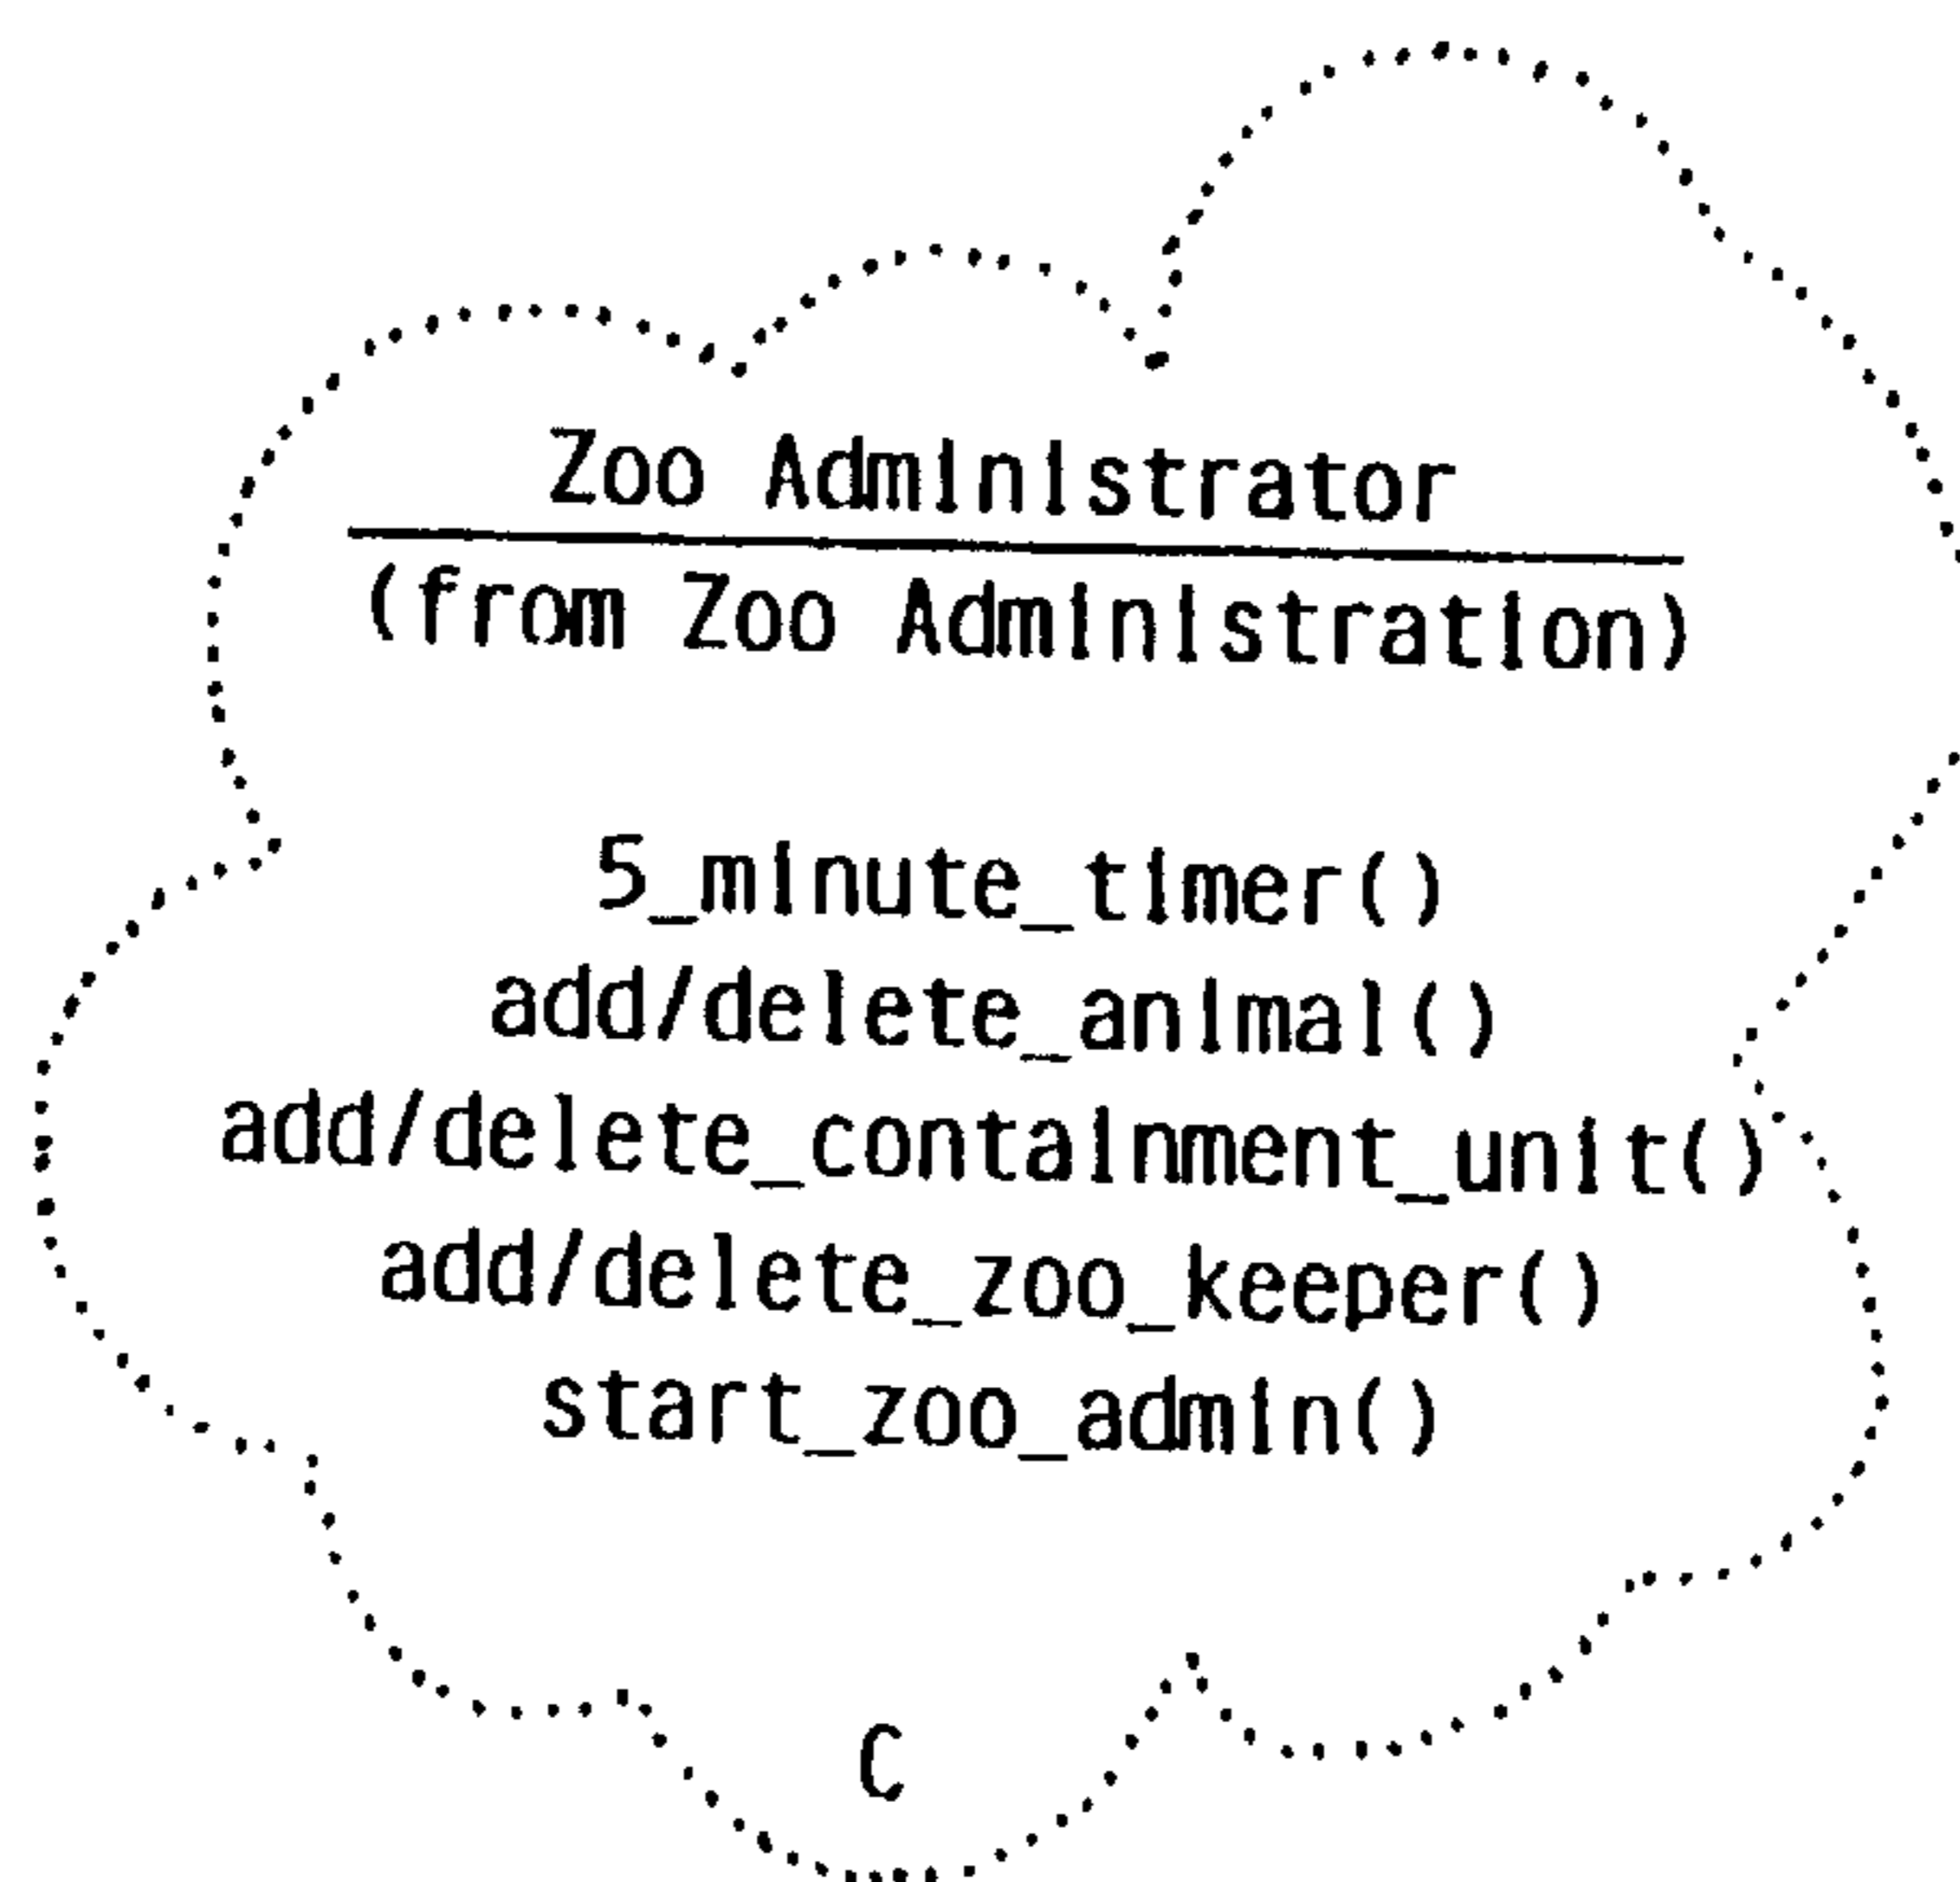 Zoo Administrator
(from Zoo Administration)
5_minute_timer()
add/delete_animal()
add/delete_containment_unit()
add/delete_zoo_keeper()
start_zoo_admin()
C